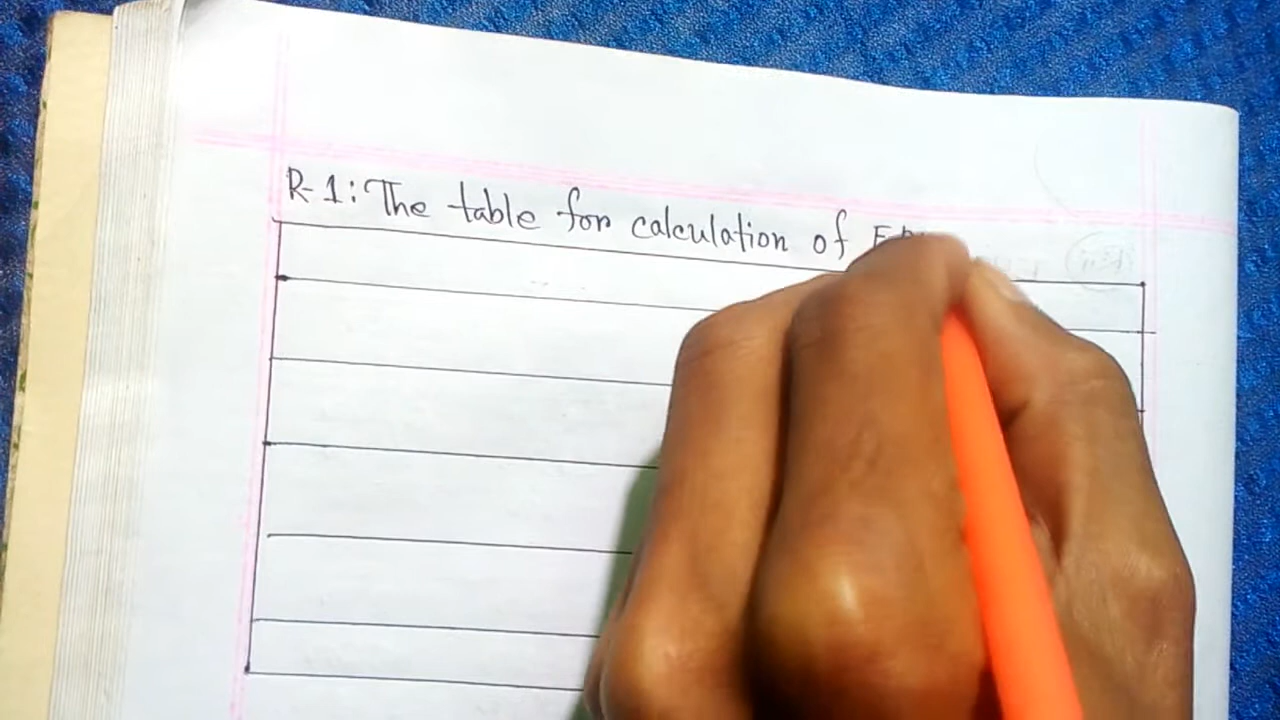 R-1: The table for calculation of